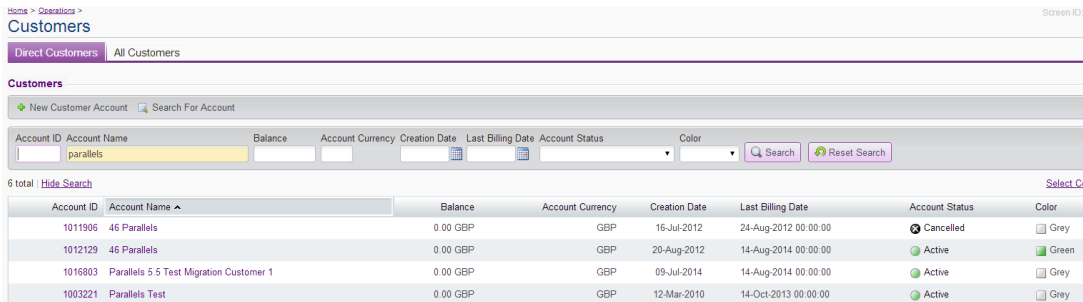 Home > Operations >
Screen ID:
Customers
Direct Customers All Customers
Customers
New Customer Account Search For Account
Account ID Account Name Balance Account Currency Creation Date Last Billing Date Account Status Color
parallels Search Reset Search
6 total | Hide Search Select Co
Account ID Account Name Balance Account Currency Creation Date Last Billing Date Account Status Color
1011906 46 Parallels 0.00 GBP GBP 16-Jul-2012 24-Aug-2012 00:00:00 Cancelled Grey
1012129 46 Parallels 0.00 GBP GBP 20-Aug-2012 14-Aug-2014 00:00:00 Active Green
1016803 Parallels 5.5 Test Migration Customer 1 0.00 GBP GBP 09-Jul-2014 14-Aug-2014 00:00:00 Active Grey
1003221 Parallels Test 0.00 GBP GBP 12-Mar-2010 14-Oct-2013 00:00:00 Active Grey